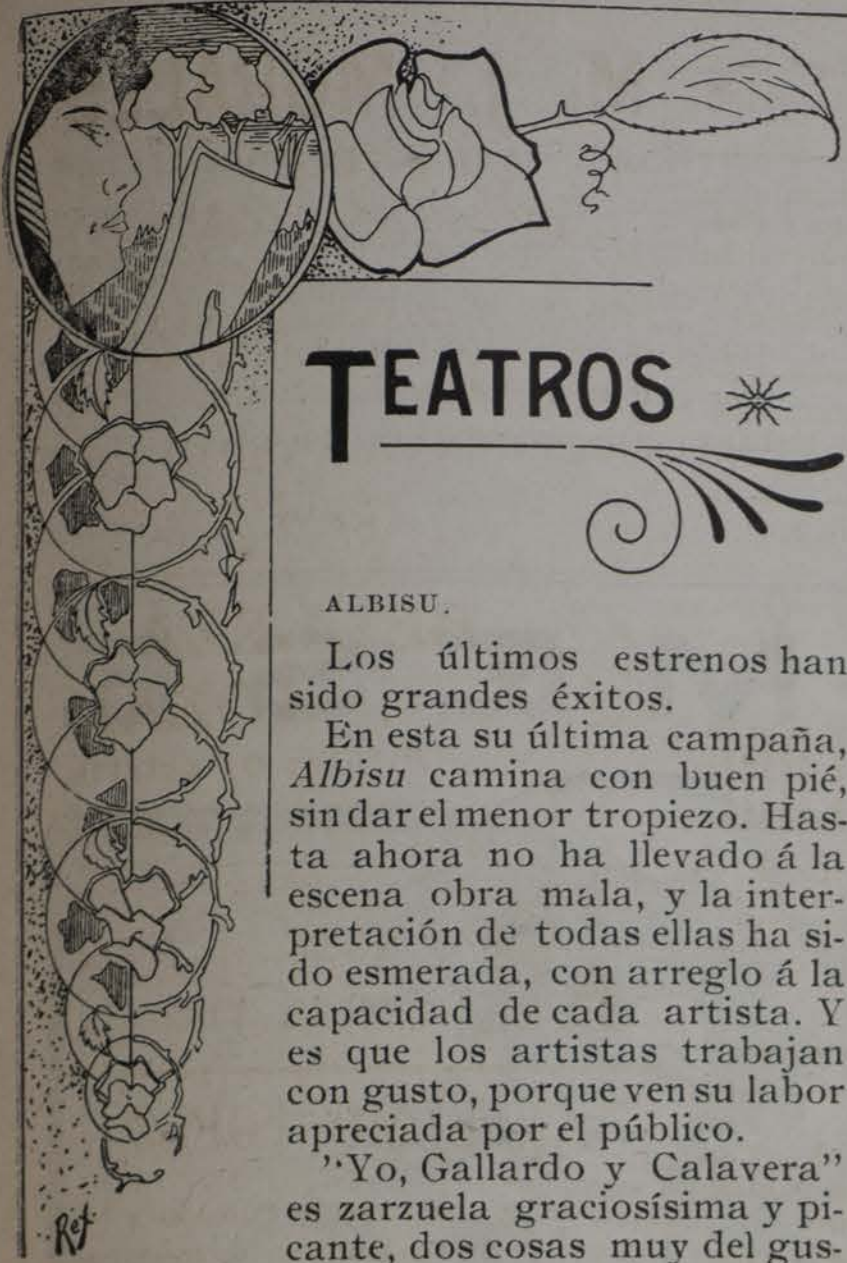 TEATROS
ALBISU.
Los últimos estrenos han
sido grandes éxitos.
En esta su última campaña,
Albisu camina con buen pié,
sin dar el menor tropiezo. Has-
ta ahora no ha llevado á la
escena obra mala, y la inter-
pretación de todas ellas ha si-
do esmerada, con arreglo á la
capacidad de cada artista. Y
es que los artistas trabajan
con gusto, porque ven su labor
apreciada por el público.
"Yo, Gallardo y Calavera"
es zarzuela graciosísima y pi-
cante, dos cosas muy del gus-